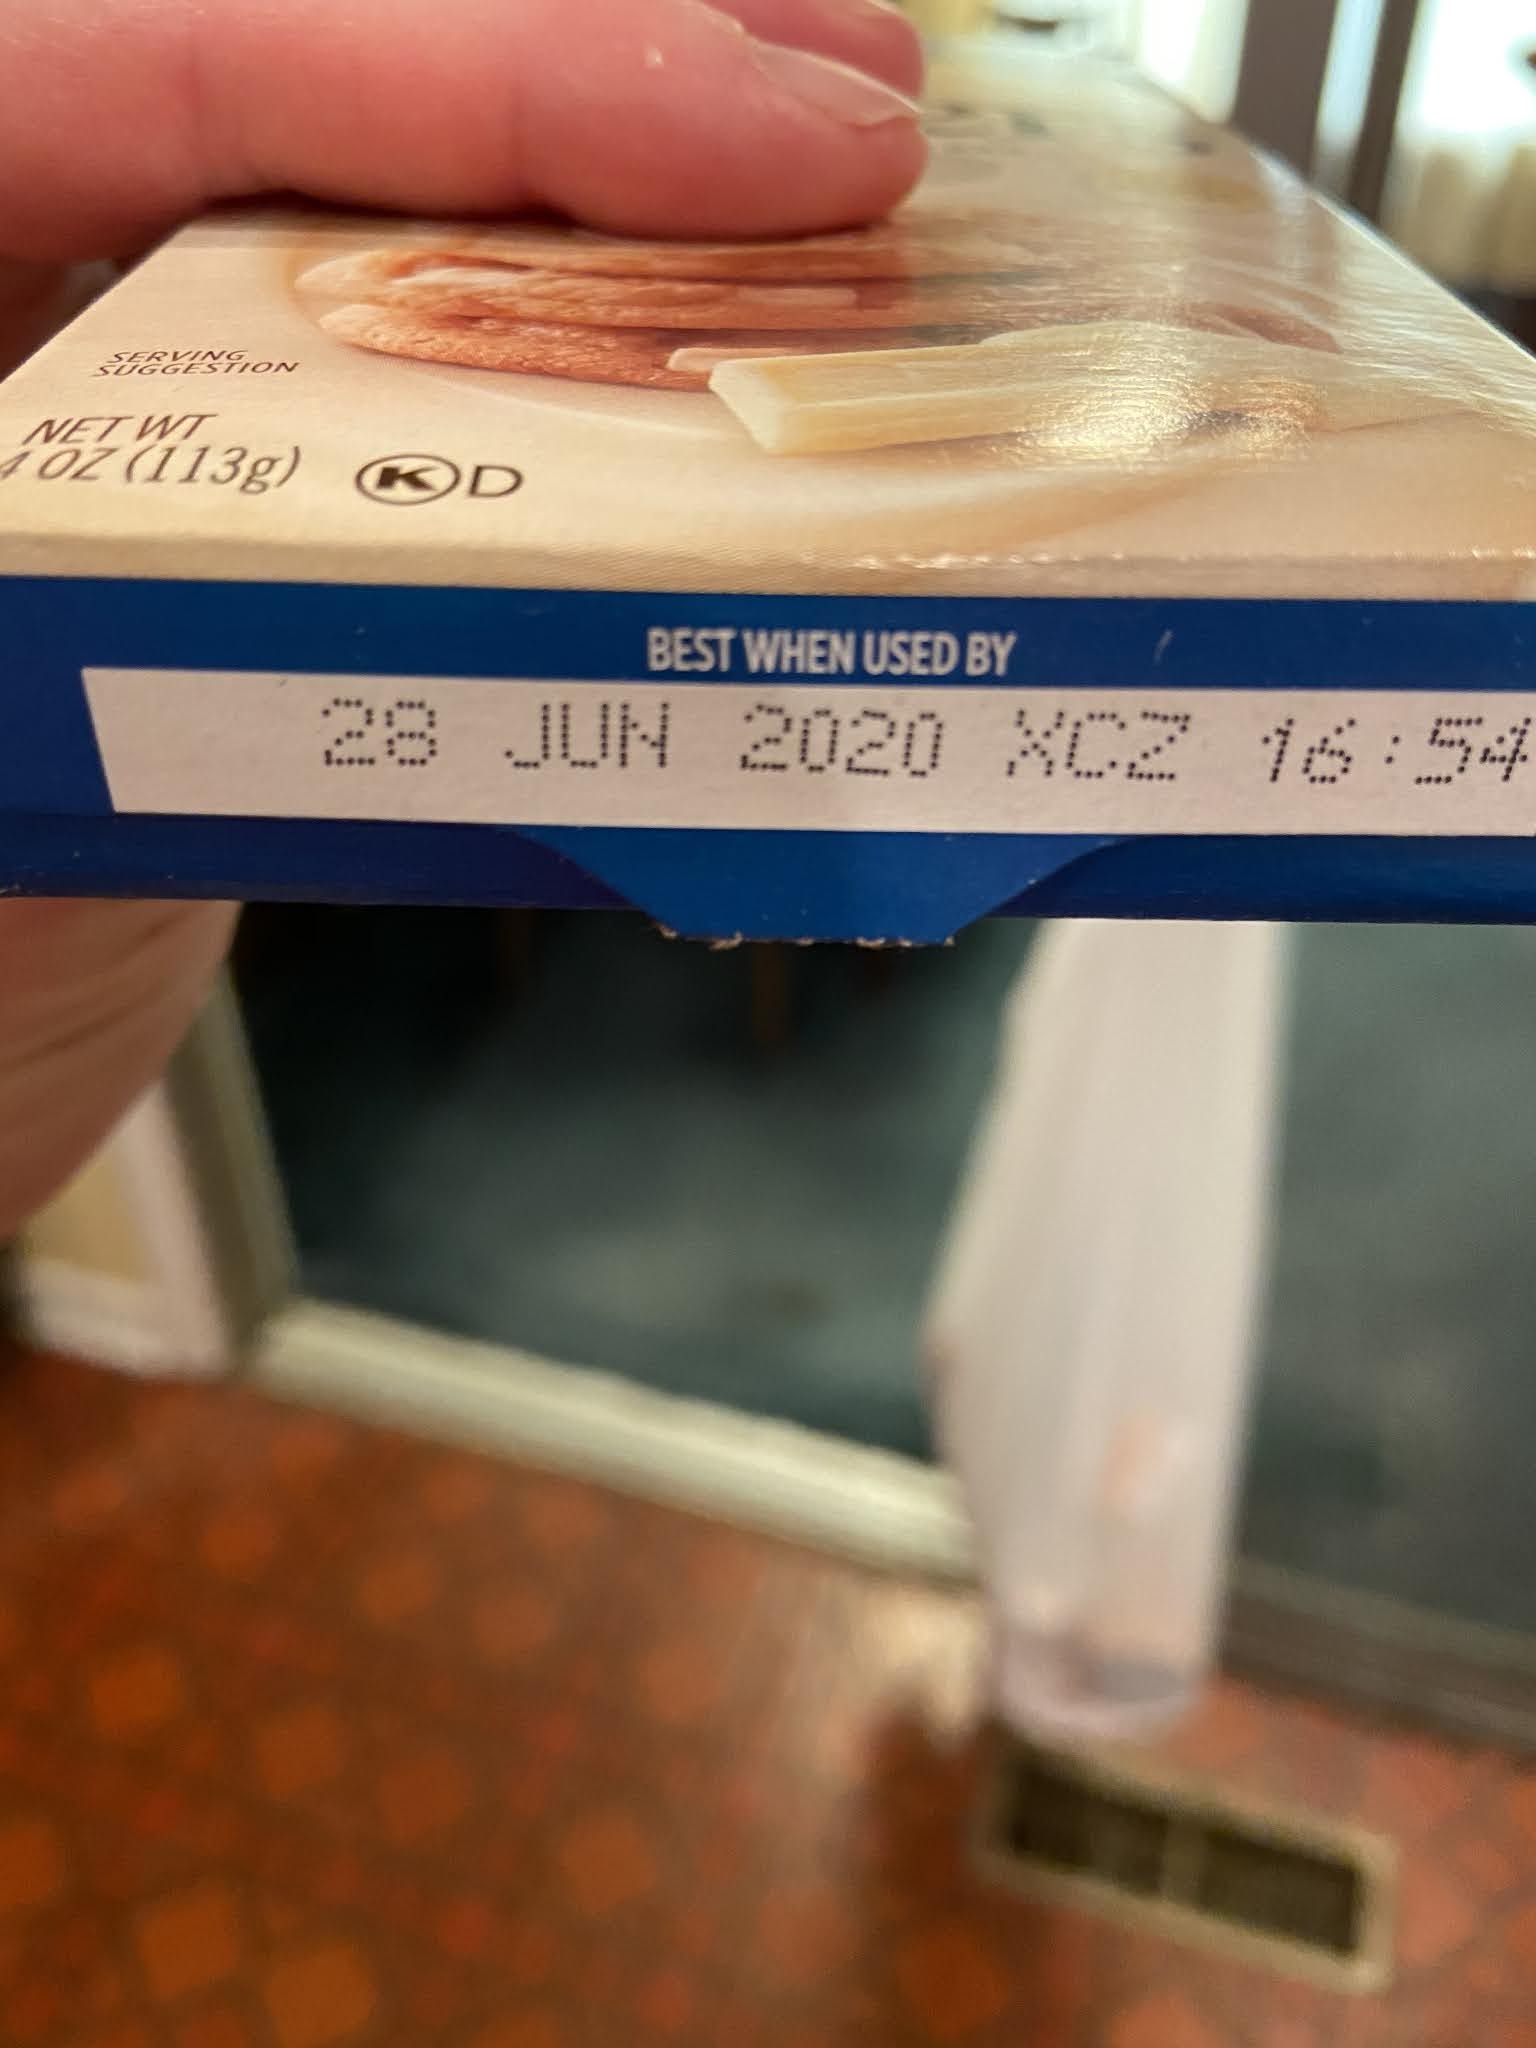 SERVING
SUGGESTION
NET WT
4 OZ (113g) K D
BEST WHEN USED BY
28 JUN 2020 XCZ 16:54